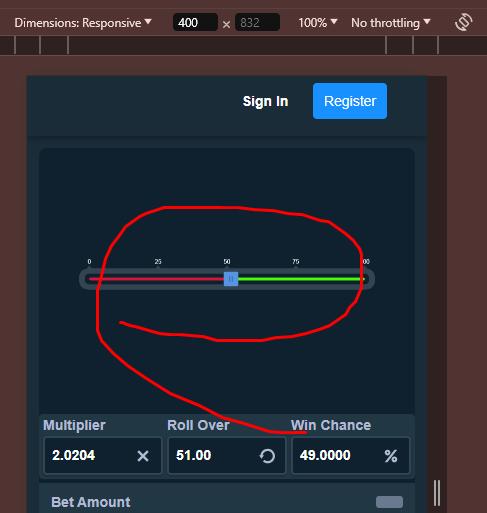 Dimensions: Responsive ▼ 400 × 832 100% ▼ No throttling ▼
Sign In Register
0 25 50 75 00
Multiplier Roll Over Win Chance
2.0204 51.00 49.0000 %
Bet Amount